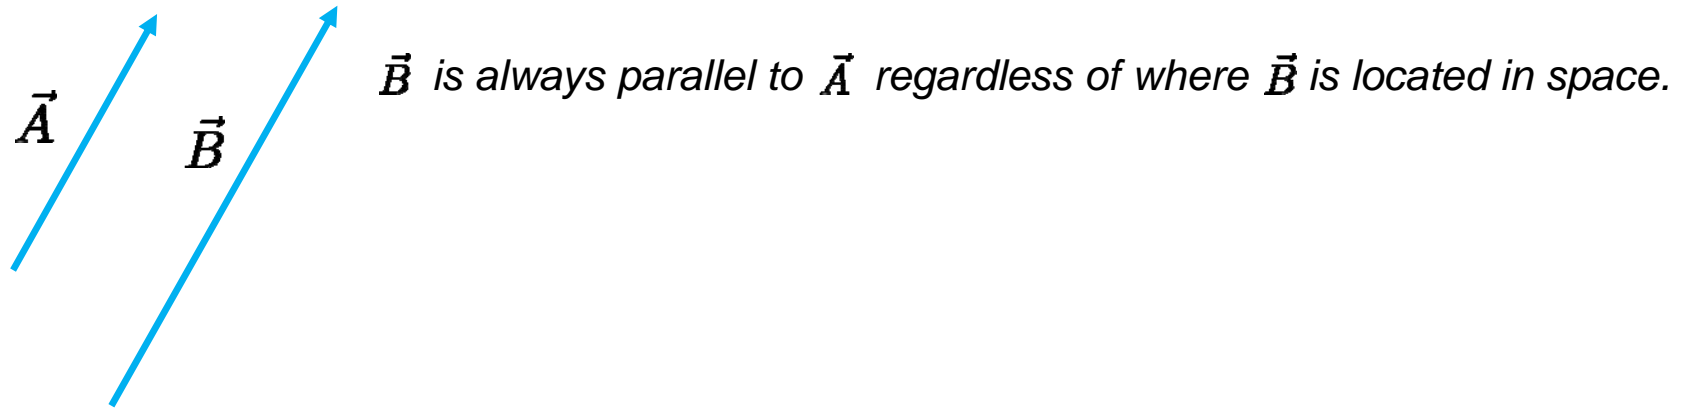 A⃗
B⃗
B⃗ is always parallel to A⃗ regardless of where B⃗ is located in space.